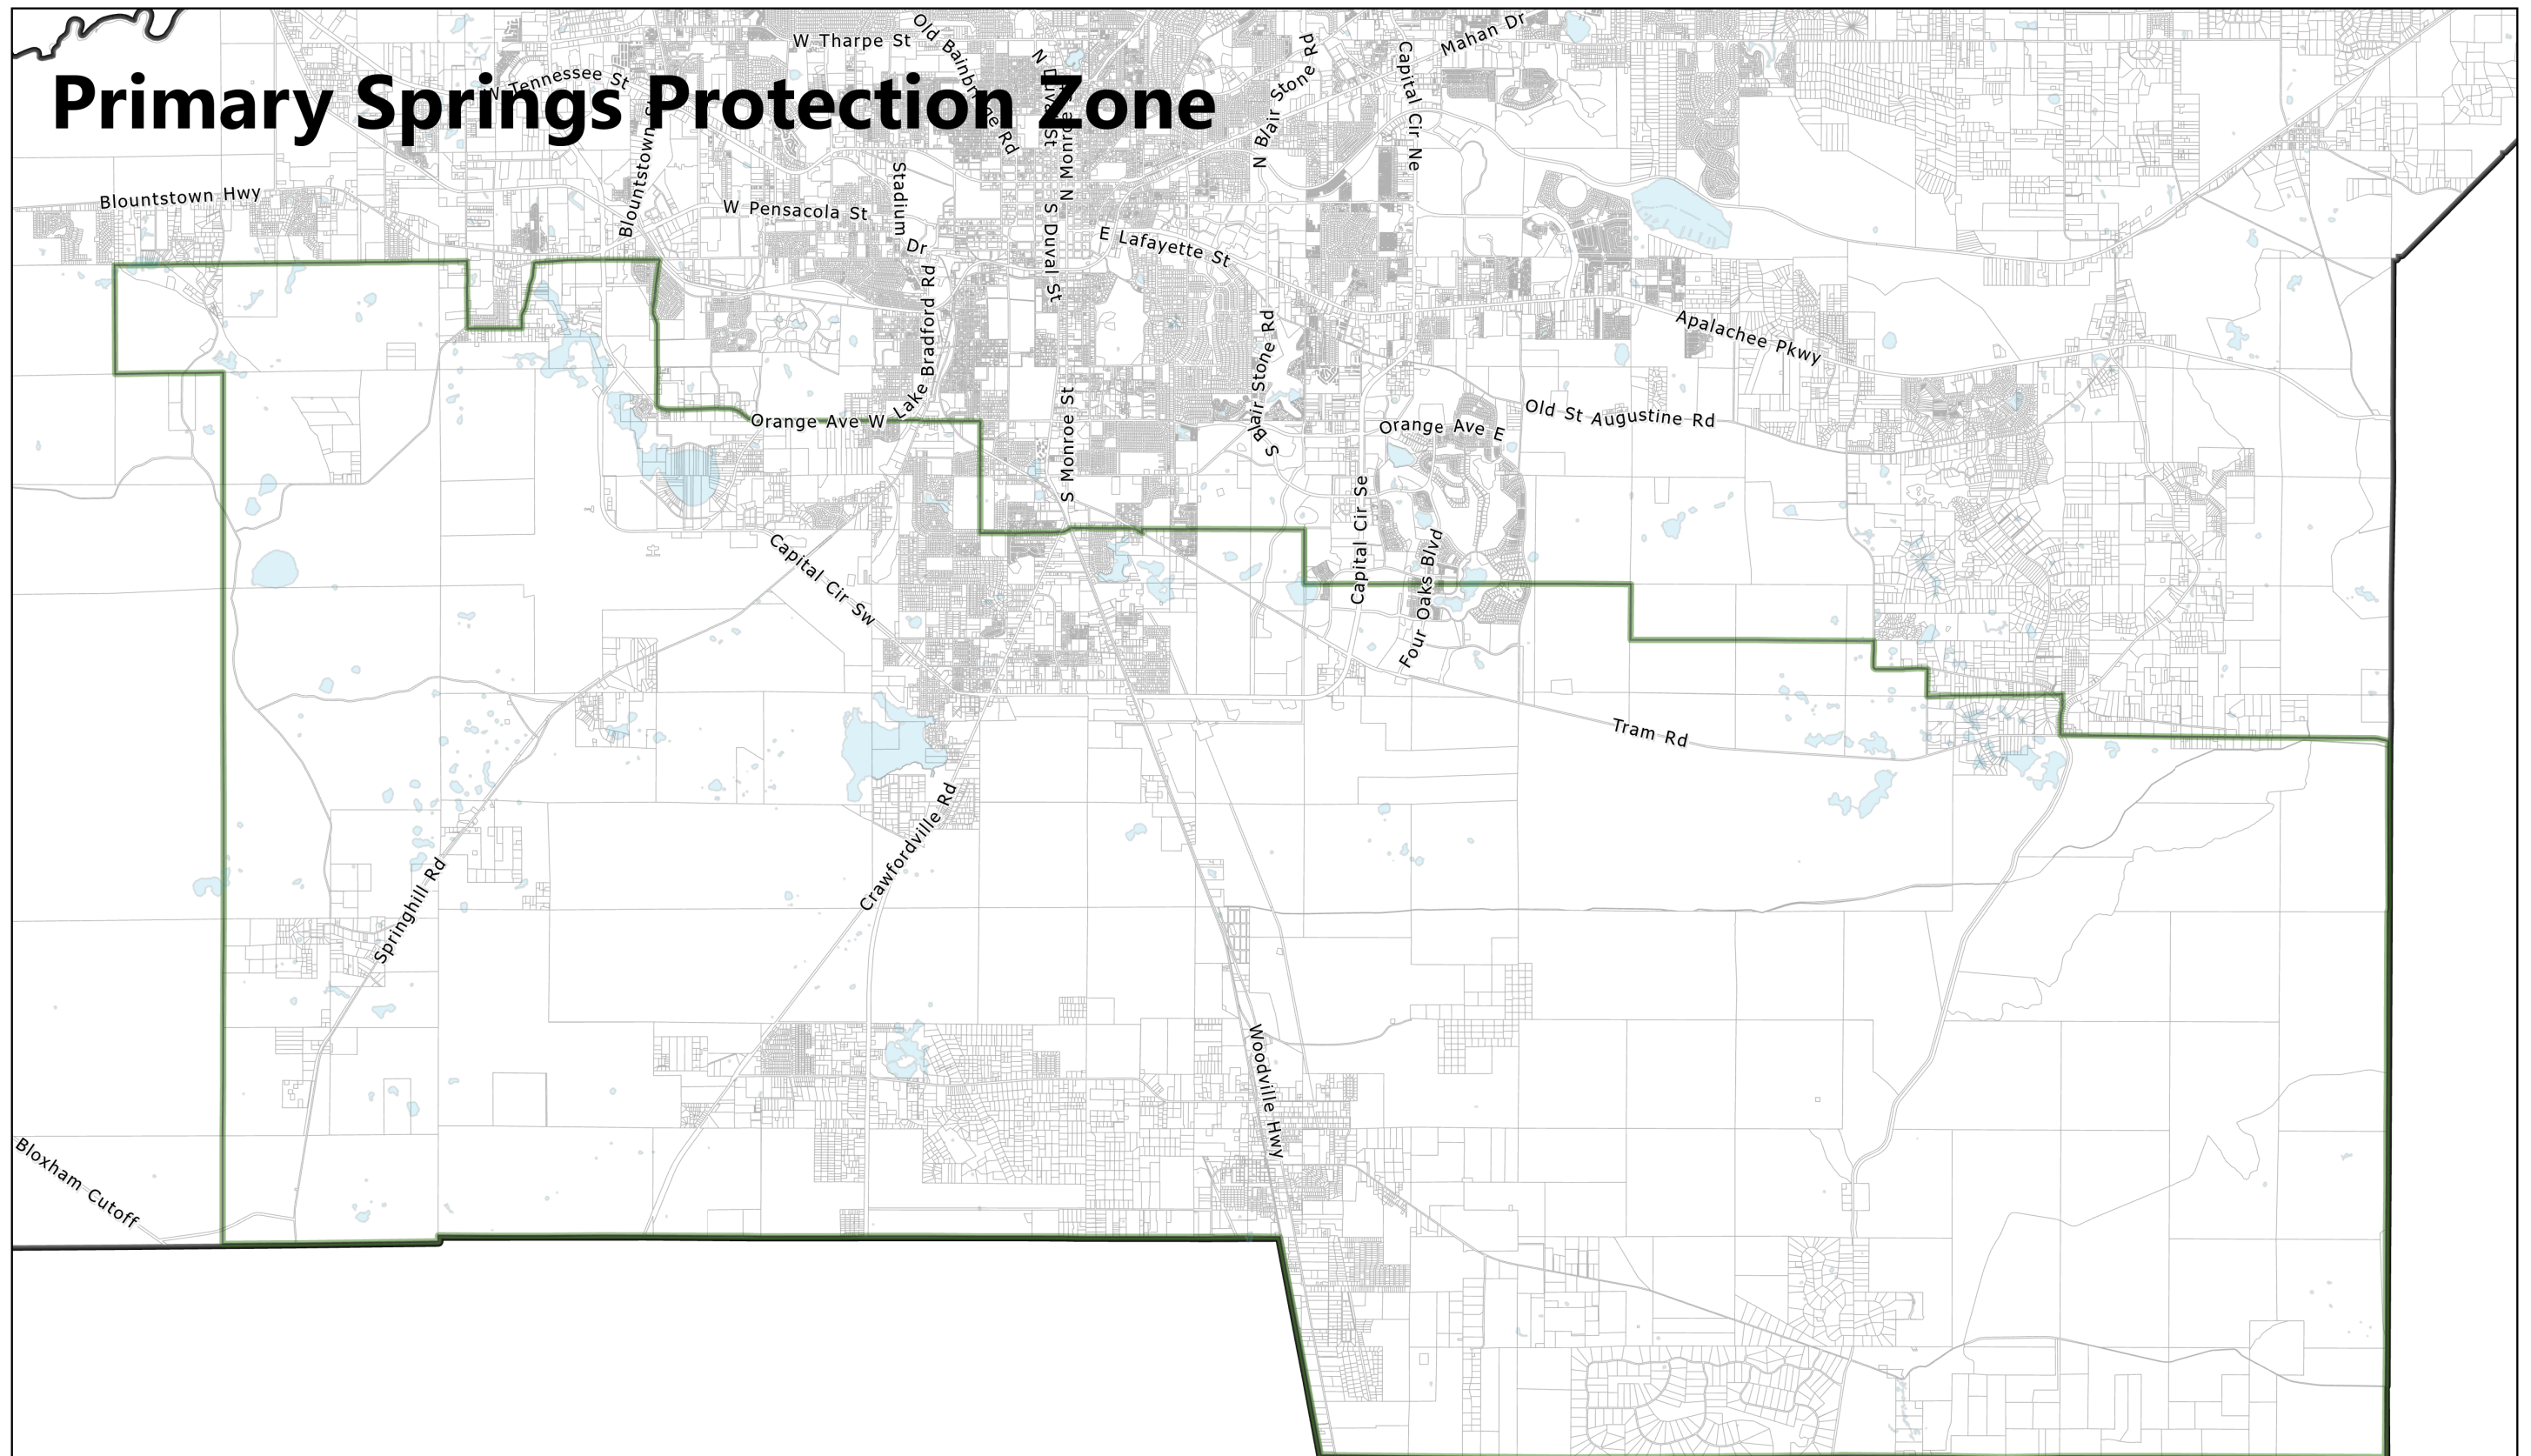 Primary Springs Protection Zone
W Tharpe St
Old Bainbridge Rd
N Duval St
N Monroe St
N Blair Stone Rd
Capital Cir Ne
Mahan Dr
W Tennessee St
Blountstown Hwy
Blountstown
W Pensacola St
Stadium Dr
S Duval St
E Lafayette St
Lake Bradford Rd
S Blair Stone Rd
Apalachee Pkwy
Orange Ave W
S Monroe St
Orange Ave E
Old St Augustine Rd
Capital Cir Sw
Capital Cir Se
Four Oaks Blvd
Tram Rd
Springhill Rd
Crawfordville Rd
Woodville Hwy
Bloxham Cutoff